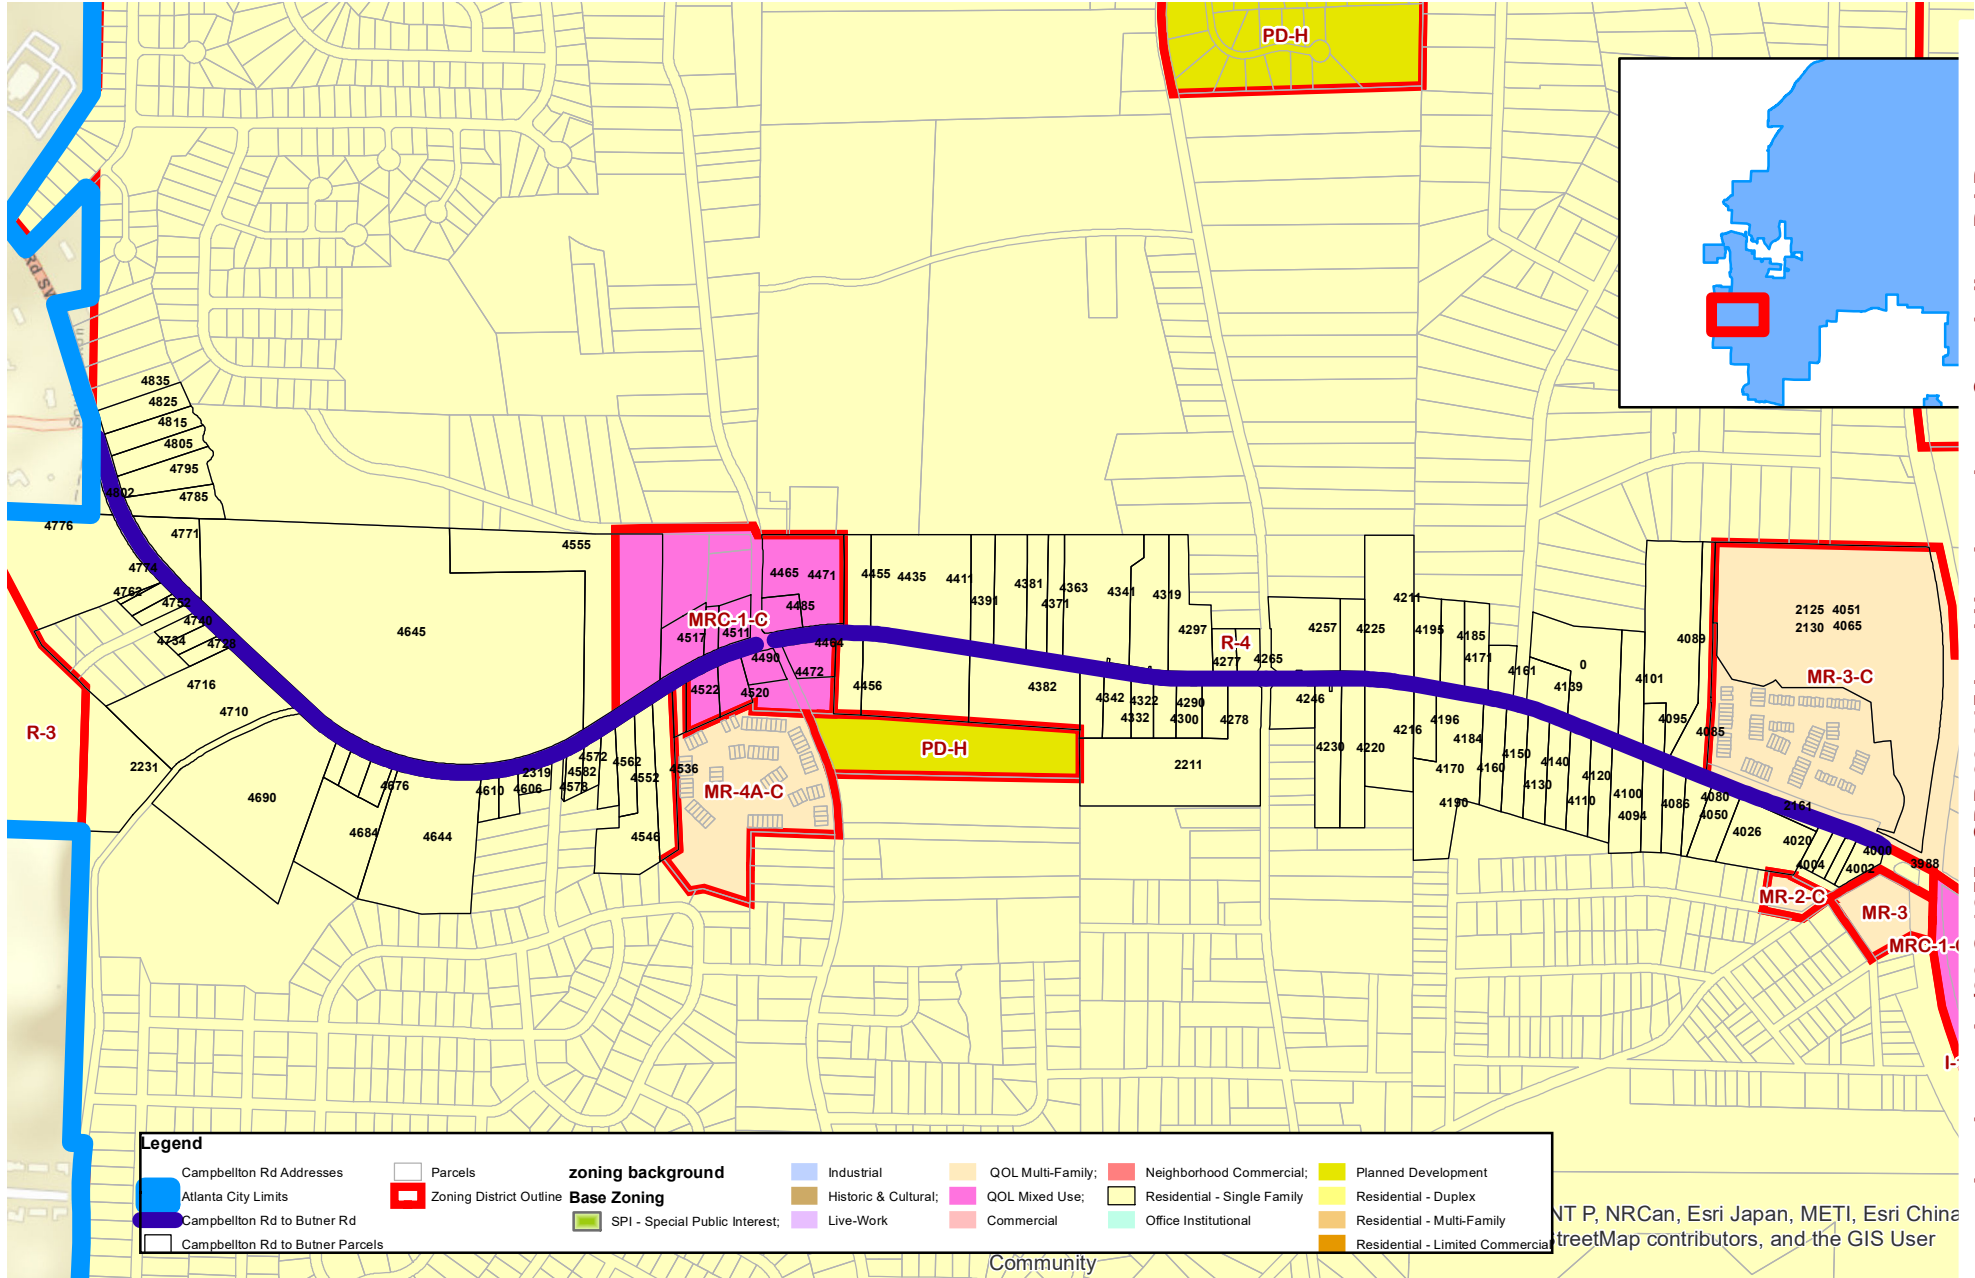 PD-H
Rd SW
4835
4825
4815
4805
4795
4802
4785
4776
4771
4555
4774
4762
4752
4740
4734
4728
4645
4716
4710
R-3
2231
4690
4676
4684
4644
4610
2319
4606
4572
4582
4578
4562
4552
4546
4536
MRC-1-C
4465
4471
4485
4517
4511
4464
4490
4472
4522
4520
MR-4A-C
PD-H
4455
4435
4411
4391
4381
4371
4363
4341
4319
4297
R-4
4277
4265
4456
4382
4342
4322
4332
4290
4300
4278
2211
4257
4225
4211
4195
4185
4171
4161
0
4139
4101
4089
4095
4085
4246
4230
4220
4216
4196
4184
4170
4190
4160
4150
4130
4140
4110
4120
4100
4094
4086
4080
4050
4026
2161
4020
4004
4002
4000
3988
2125 4051
2130 4065
MR-3-C
MR-2-C
MR-3
MRC-1-C
Legend
Campbellton Rd Addresses
Atlanta City Limits
Campbellton Rd to Butner Rd
Campbellton Rd to Butner Parcels
Parcels
Zoning District Outline
zoning background
Base Zoning
SPI - Special Public Interest;
Industrial
Historic & Cultural;
Live-Work
QOL Multi-Family;
QOL Mixed Use;
Commercial
Neighborhood Commercial;
Residential - Single Family
Office Institutional
Planned Development
Residential - Duplex
Residential - Multi-Family
Residential - Limited Commercial
NT P, NRCan, Esri Japan, METI, Esri China
treetMap contributors, and the GIS User
Community